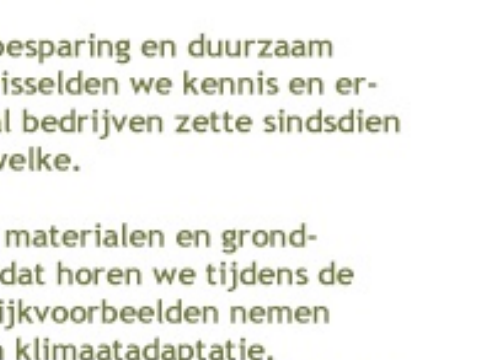 besparing en duurzaam
isselden we kennis en er-
al bedrijven zette sindsdien
welke.
materialen en grond-
dat horen we tijdens de
ijkvoorbeelden nemen
klimaatadaptatie.